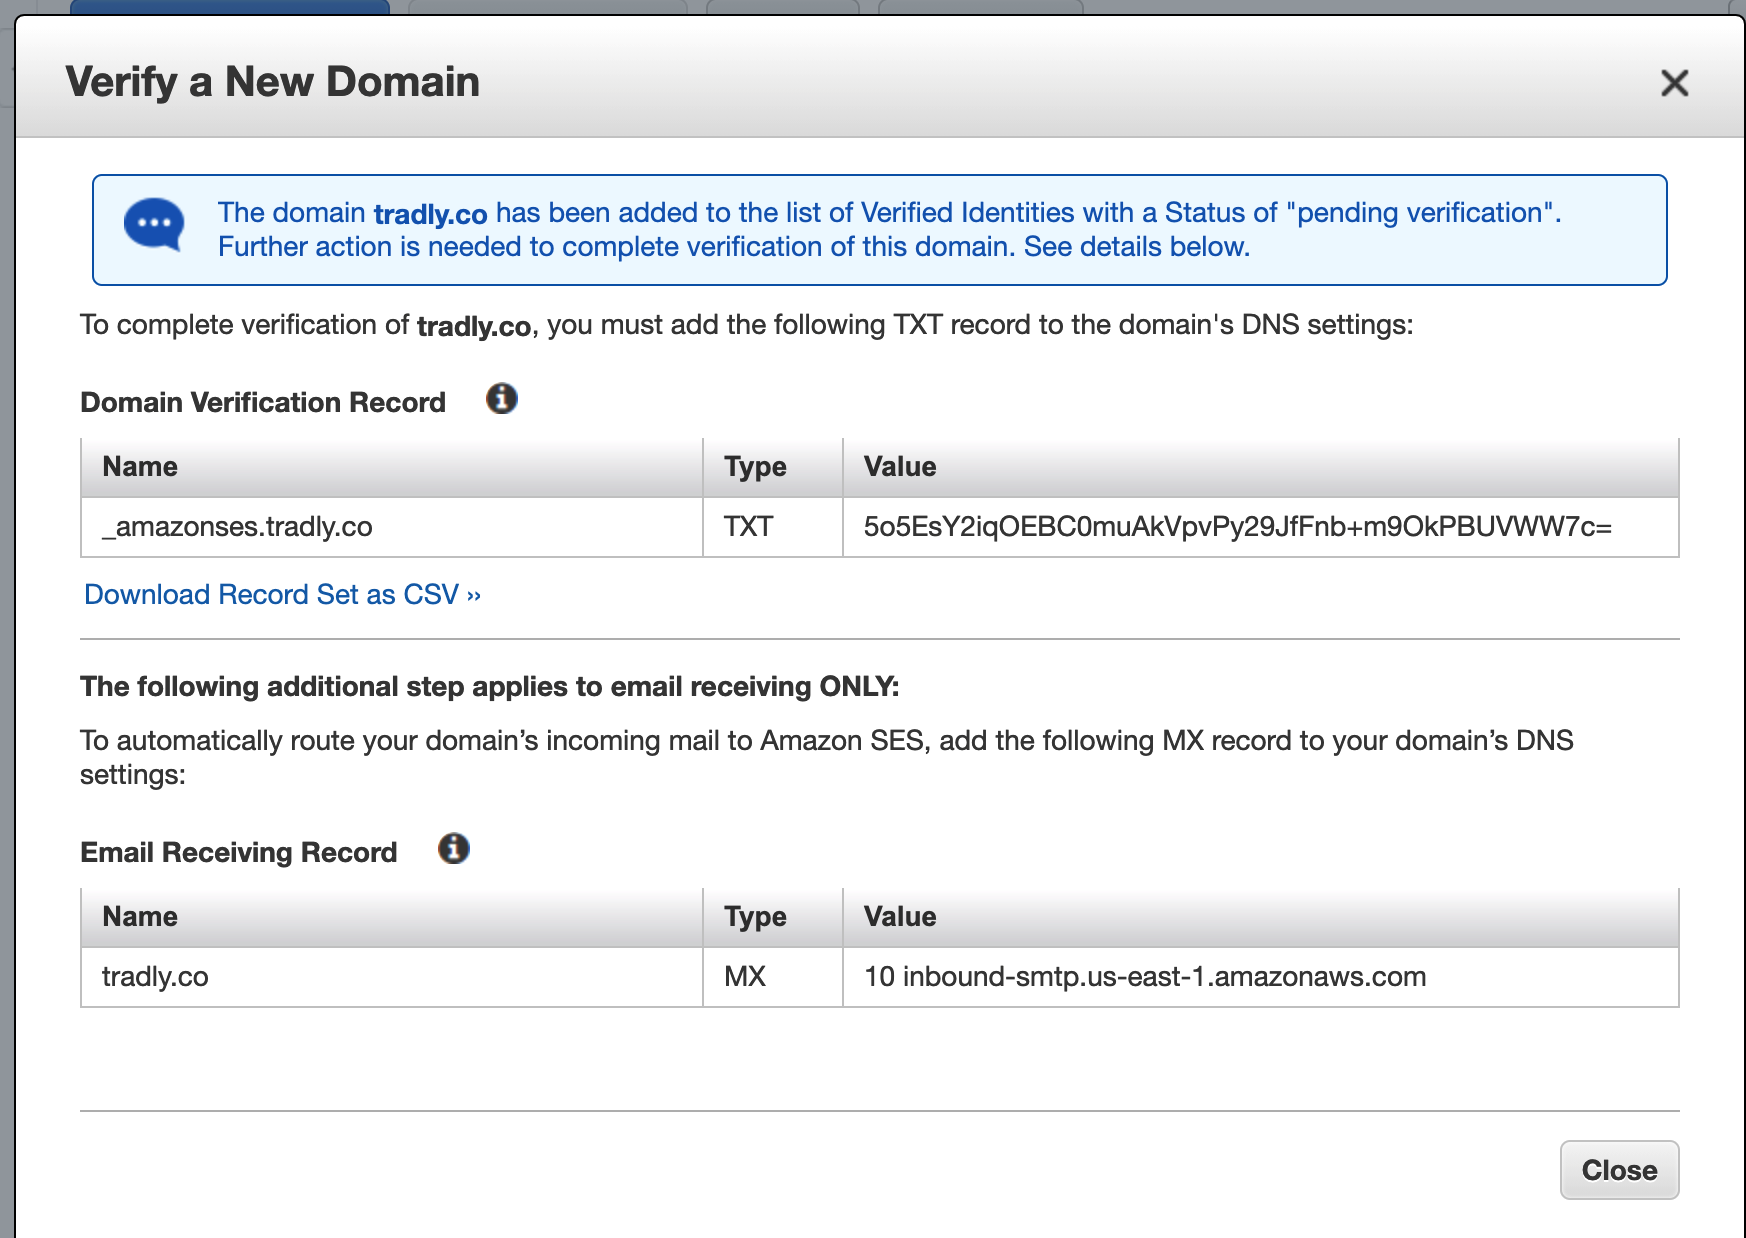 Verify a New Domain
The domain tradly.co has been added to the list of Verified Identities with a Status of "pending verification".
Further action is needed to complete verification of this domain. See details below.
To complete verification of tradly.co, you must add the following TXT record to the domain's DNS settings:
Domain Verification Record
Name Type Value
_amazonses.tradly.co TXT 5o5EsY2iqOEBC0muAkVpvPy29JfFnb+m9OkPBUVWW7c=
Download Record Set as CSV ››
The following additional step applies to email receiving ONLY:
To automatically route your domain’s incoming mail to Amazon SES, add the following MX record to your domain’s DNS
settings:
Email Receiving Record
Name Type Value
tradly.co MX 10 inbound-smtp.us-east-1.amazonaws.com
Close